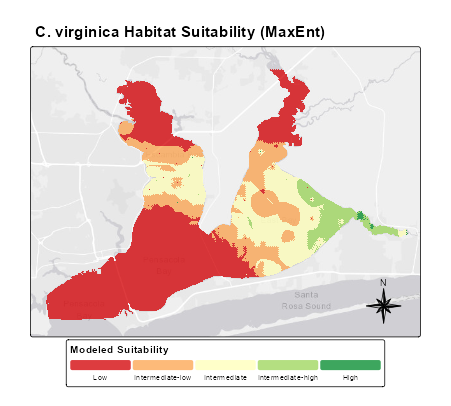 C. virginica Habitat Suitability (MaxEnt)
N
Santa
Rosa Sound
Modeled Suitability
Low
Intermediate-low
Intermediate
Intermediate-high
High